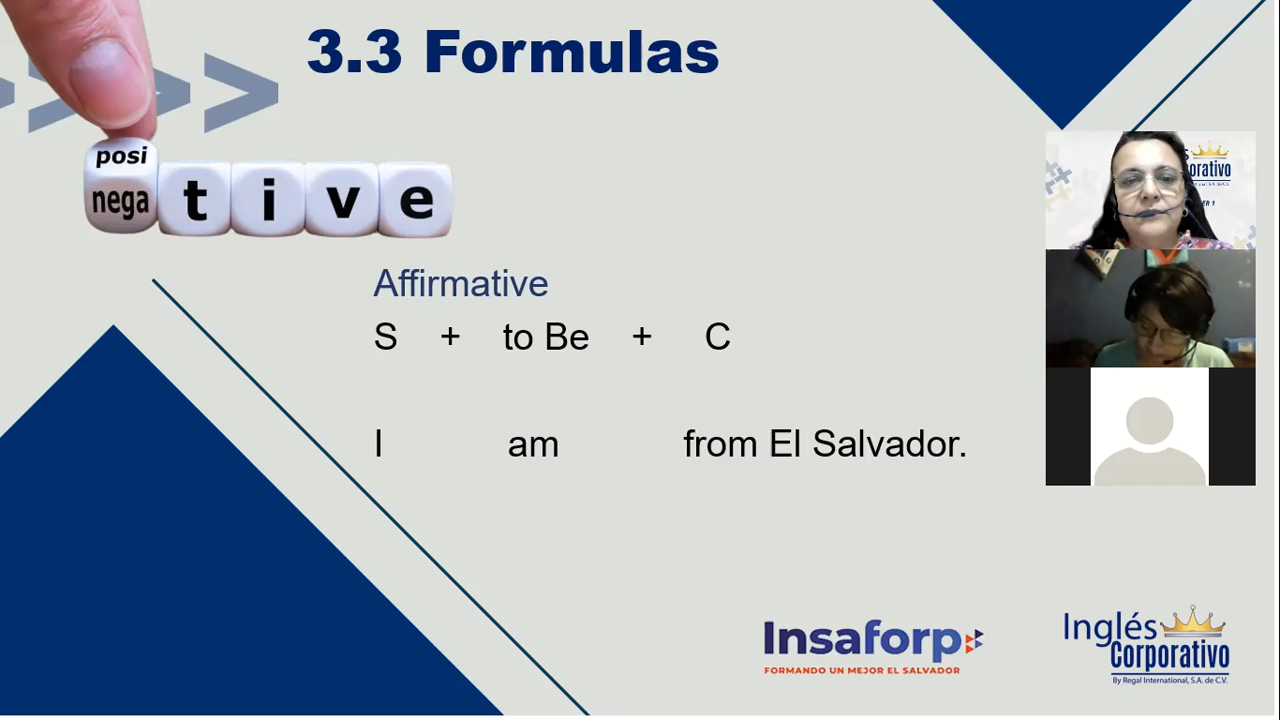 3.3 Formulas
posi
nega t i v e
Affirmative
S + to Be + C
I am from El Salvador.
Insaforp
FORMANDO UN MEJOR EL SALVADOR
Inglés
Corporativo
By Regal International, S.A. de C.V.